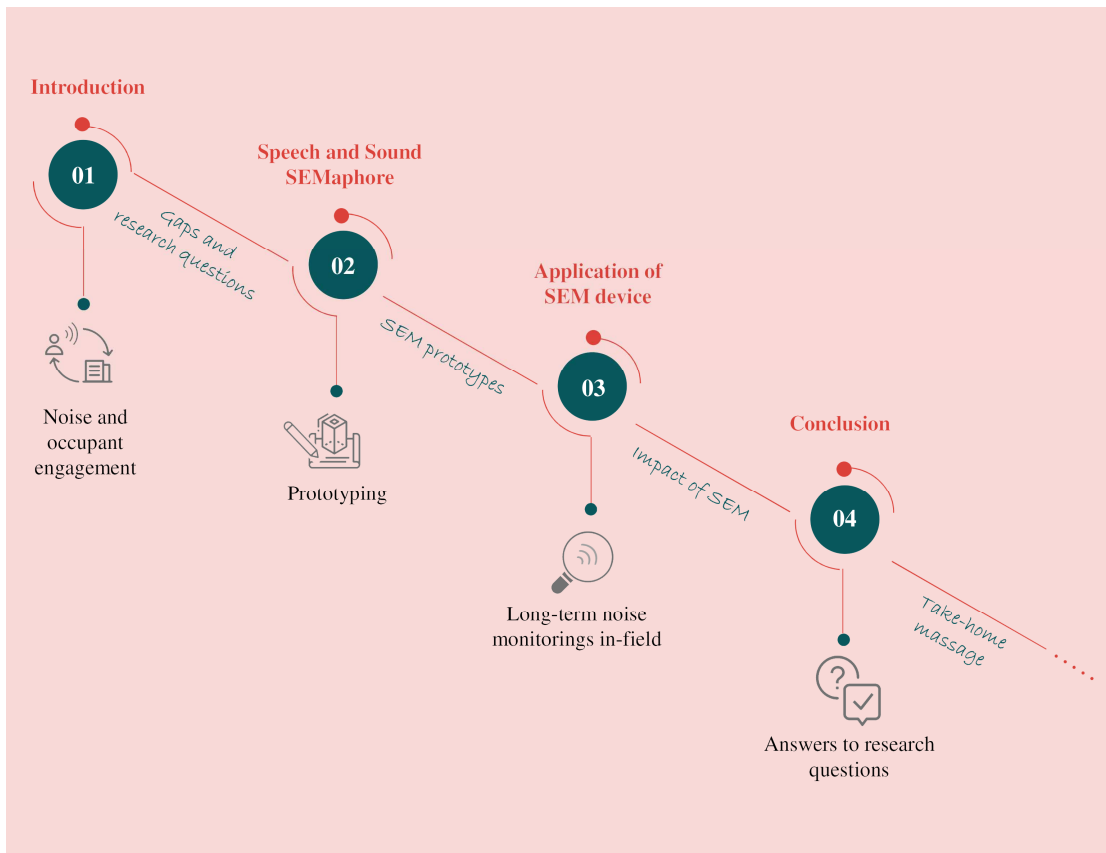 Introduction
01
Gaps and
research questions
Noise and
occupant
engagement
Speech and Sound
SEMaphore
02
SEM prototypes
Prototyping
Application of
SEM device
03
Impact of SEM
Long-term noise
monitorings in-field
Conclusion
04
Take-home
massage
?
Answers to research
questions